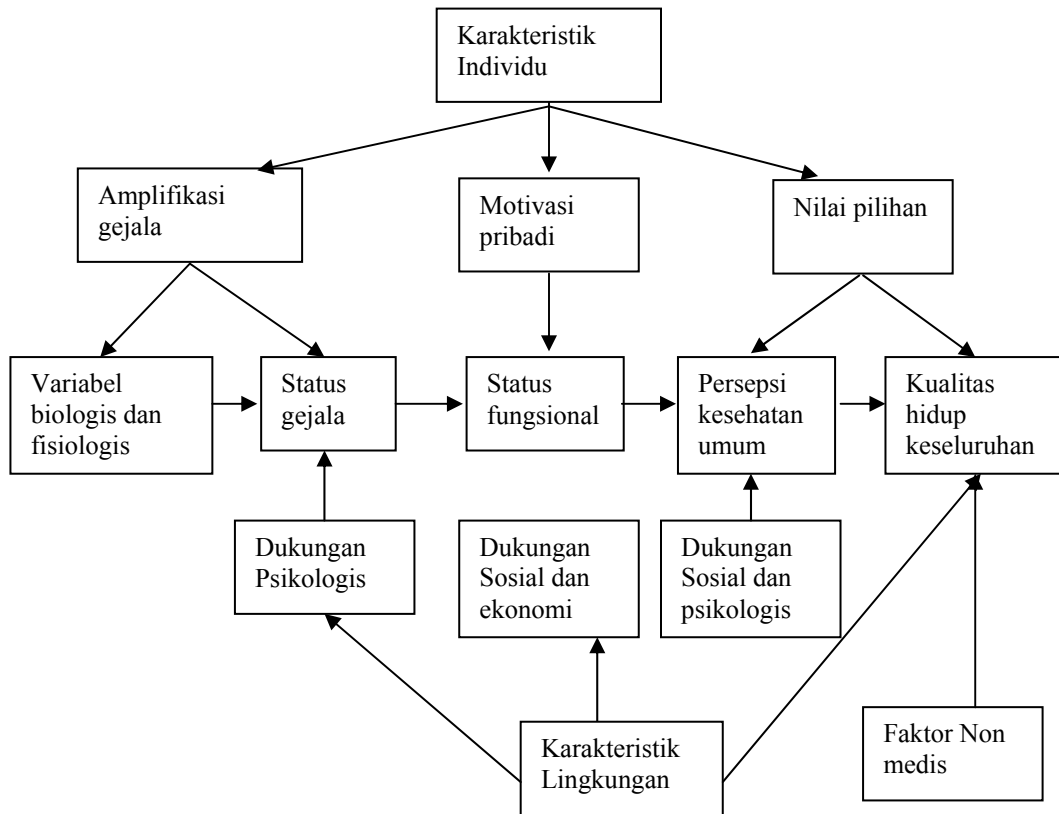 Karakteristik
Individu
Amplifikasi
gejala
Motivasi
pribadi
Nilai pilihan
Variabel
biologis dan
fisiologis
Status
gejala
Status
fungsional
Persepsi
kesehatan
umum
Kualitas
hidup
keseluruhan
Dukungan
Psikologis
Dukungan
Sosial dan
ekonomi
Dukungan
Sosial dan
psikologis
Karakteristik
Lingkungan
Faktor Non
medis